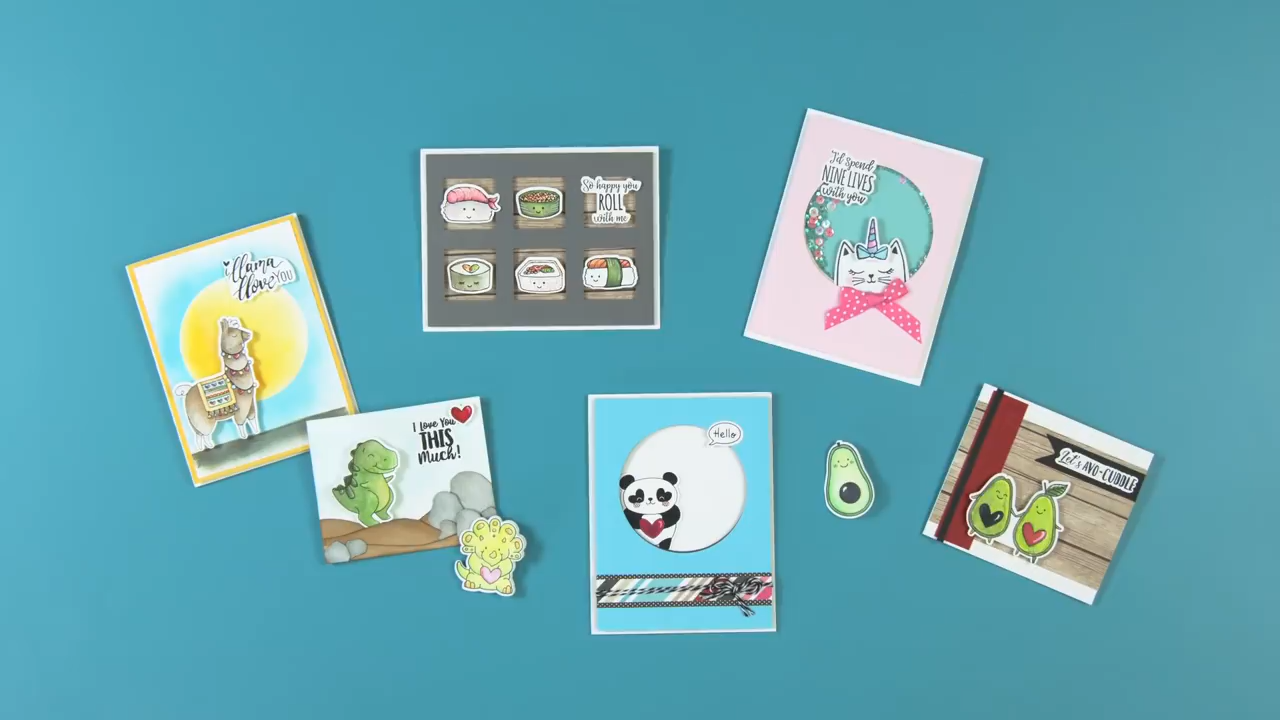 i llama
llove YOU
So happy you
ROLL
with me
I'd spend
NINE LIVES
with you
I Love You
THIS
Much!
Hello
Let's AVO-CUDDLE